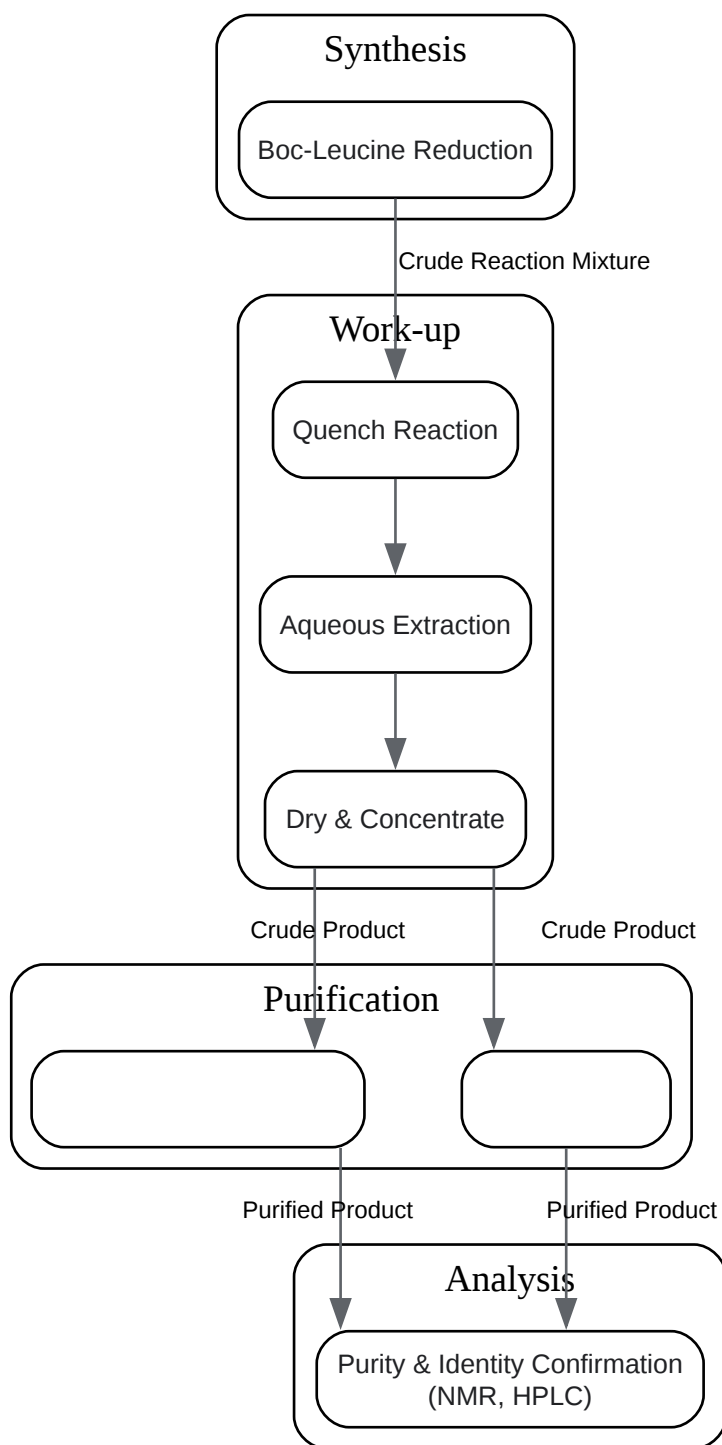 Synthesis
Boc-Leucine Reduction
Crude Reaction Mixture
Work-up
Quench Reaction
Aqueous Extraction
Dry & Concentrate
Crude Product
Crude Product
Purification
Purified Product
Purified Product
Analysis
Purity & Identity Confirmation
(NMR, HPLC)